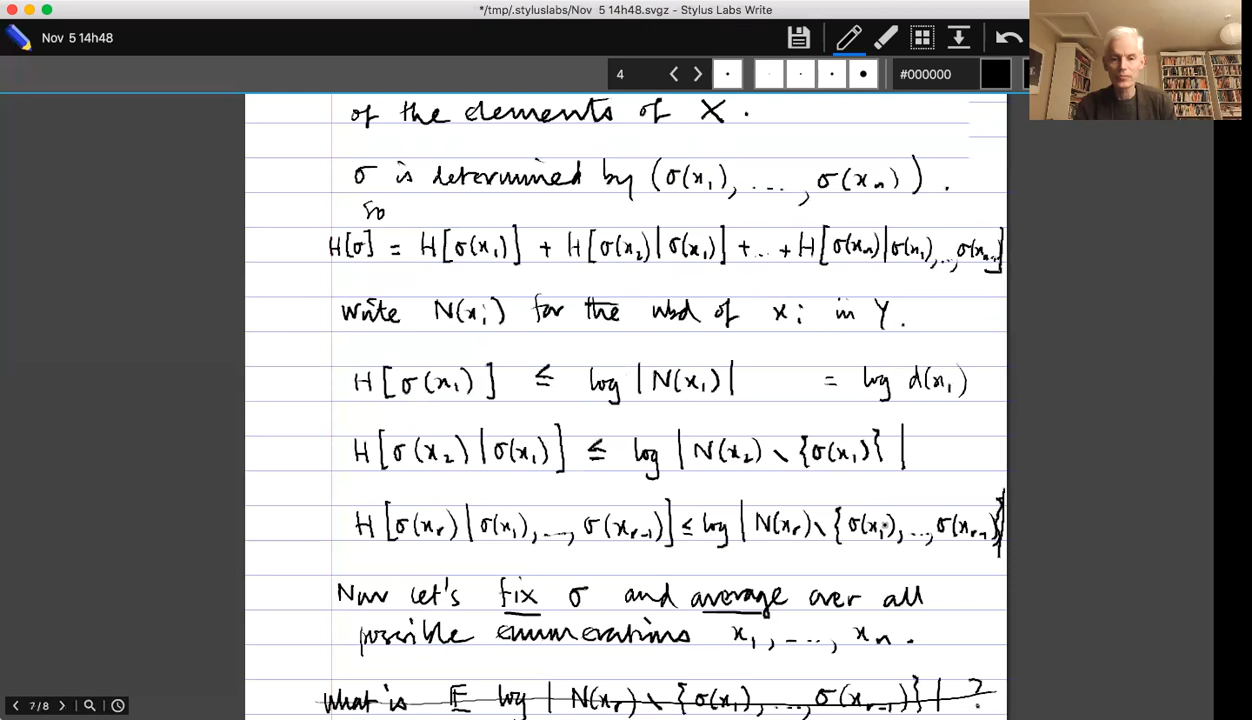 */tmp/.styluslabs/Nov 5 14h48.svgz - Stylus Labs Write
Nov 5 14h48
4
#000000
of the elements of X.
σ is determined by (σ(x₁), ..., σ(xₙ)).
so
H[σ] = H[σ(x₁)] + H[σ(x₂)|σ(x₁)] + ... + H[σ(xₙ)|σ(x₁),...,σ(xₙ₋₁)]
write N(xᵢ) for the nbd of xᵢ in Y.
H[σ(x₁)] ≤ log |N(x₁)| = log d(x₁)
H[σ(x₂)|σ(x₁)] ≤ log |N(x₂) \ {σ(x₁)}|
H[σ(xᵣ)|σ(x₁), ..., σ(xᵣ₋₁)] ≤ log |N(xᵣ) \ {σ(x₁), ..., σ(xᵣ₋₁)}|
Now let's fix σ and average over all
possible enumerations x₁, ..., xₙ.
What is 𝔼 log |N(xᵣ) \ {σ(x₁), ..., σ(xᵣ₋₁)}| ?
7/8